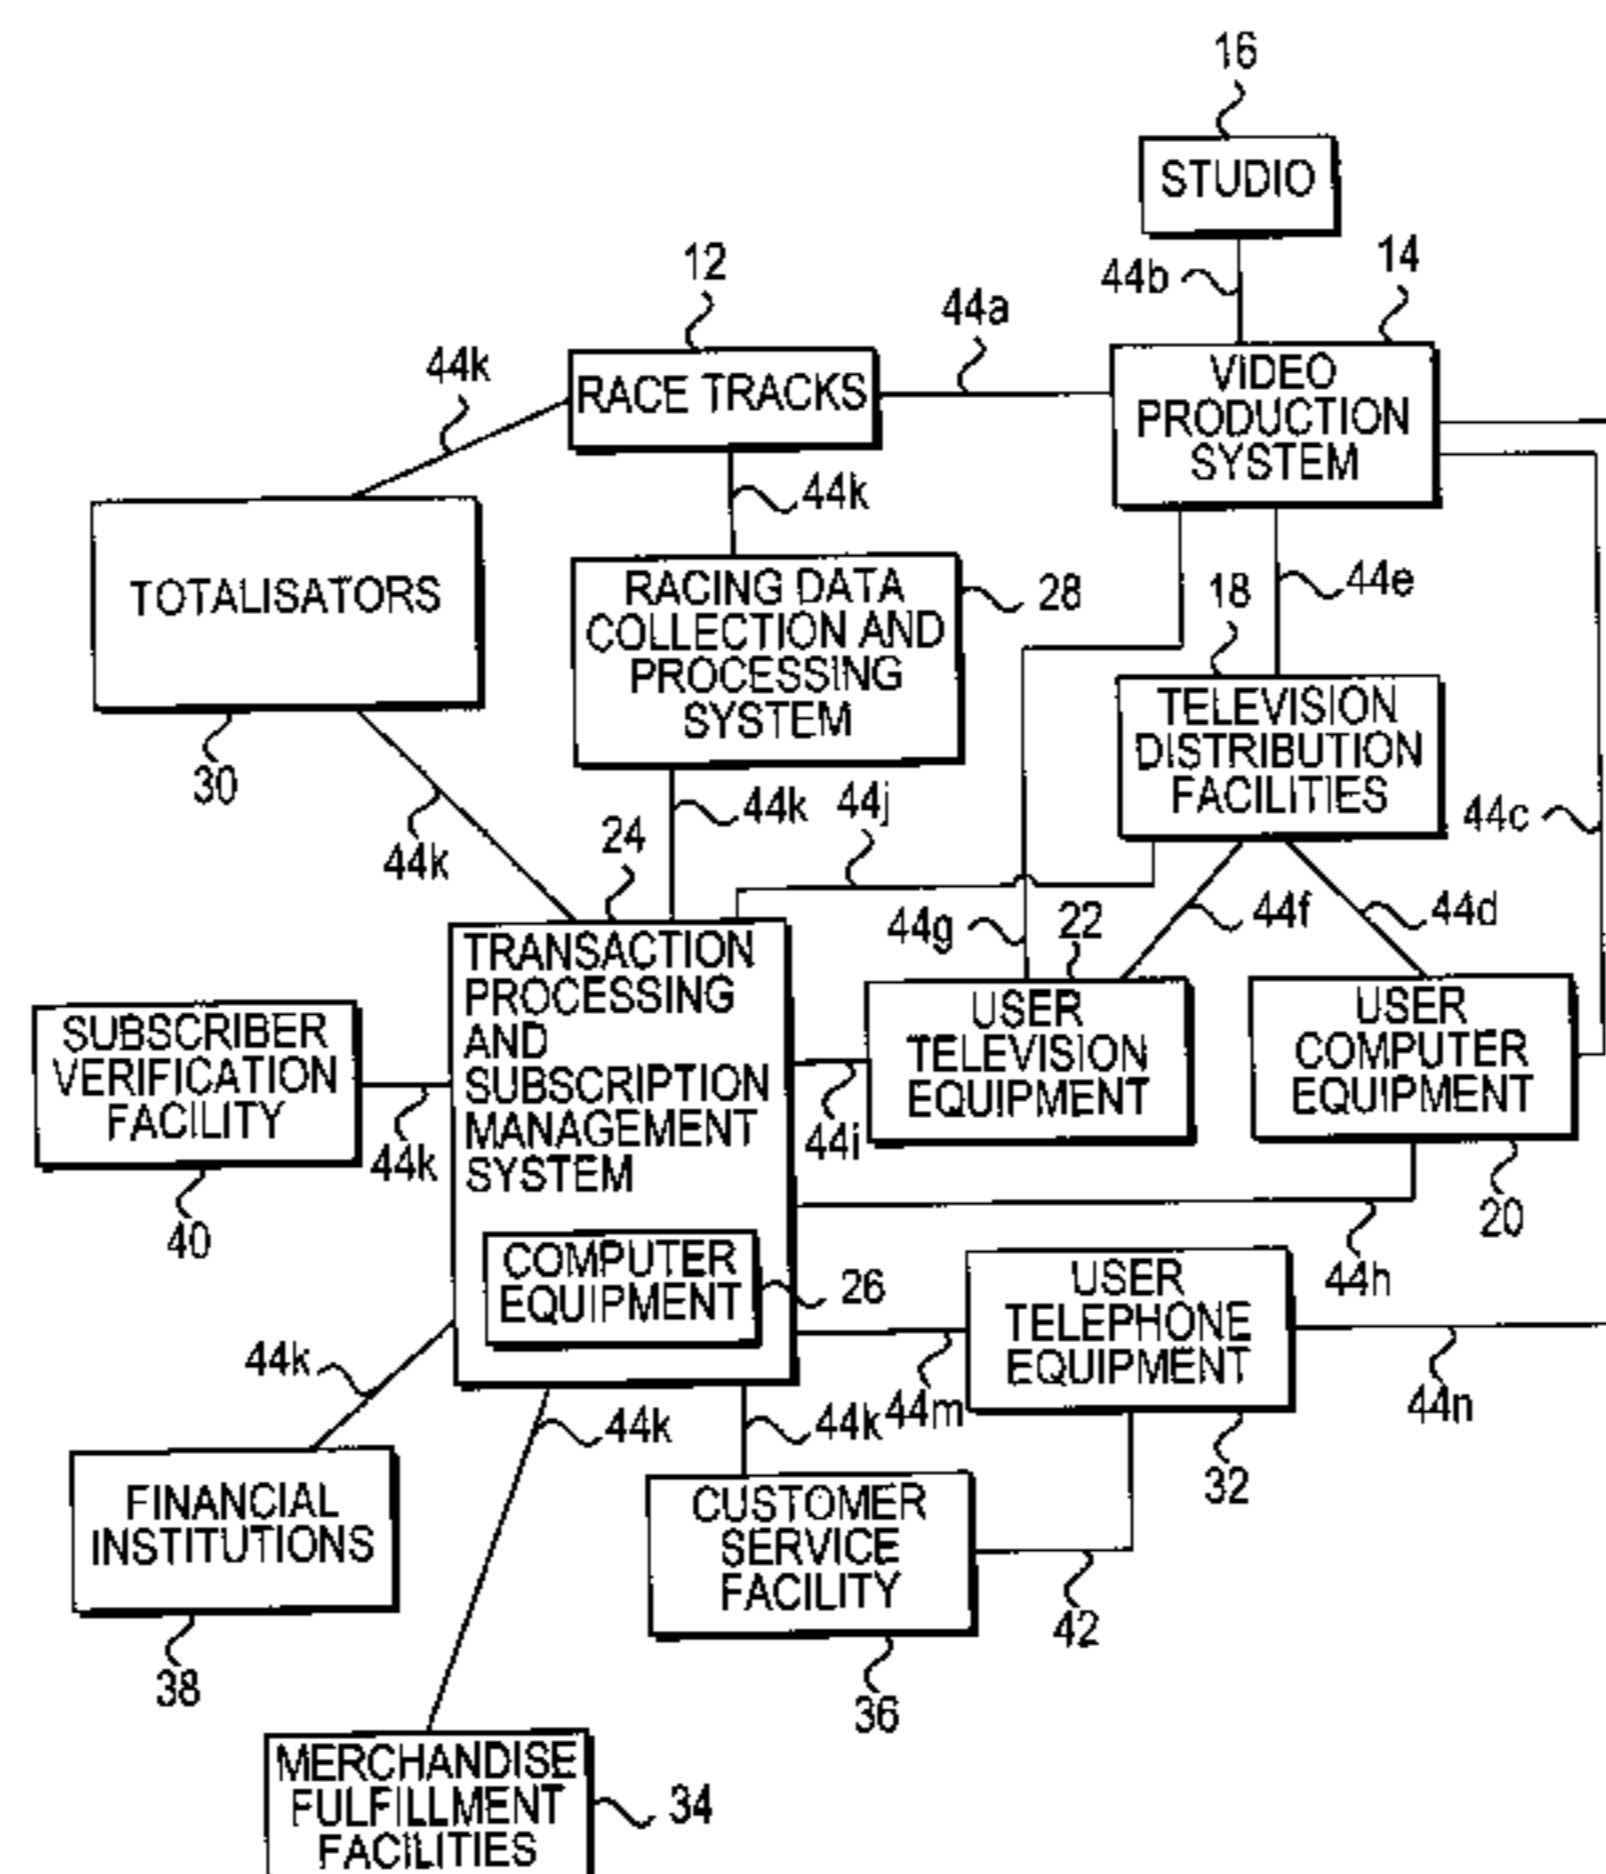 16
STUDIO
44b
14
12
44a
VIDEO
PRODUCTION
SYSTEM
44k
RACE TRACKS
44k
TOTALISATORS
RACING DATA
COLLECTION AND
PROCESSING
SYSTEM
28
44e
18
TELEVISION
DISTRIBUTION
FACILITIES
30
44k
44k
44j
44c
24
44g
22
44f
44d
TRANSACTION
PROCESSING
AND
SUBSCRIPTION
MANAGEMENT
SYSTEM
SUBSCRIBER
VERIFICATION
FACILITY
44k
40
USER
TELEVISION
EQUIPMENT
44i
USER
COMPUTER
EQUIPMENT
20
44h
COMPUTER
EQUIPMENT
26
USER
TELEPHONE
EQUIPMENT
44m
44n
32
44k
44k
44k
FINANCIAL
INSTITUTIONS
38
CUSTOMER
SERVICE
FACILITY
42
36
MERCHANDISE
FULFILLMENT
FACILITIES
34